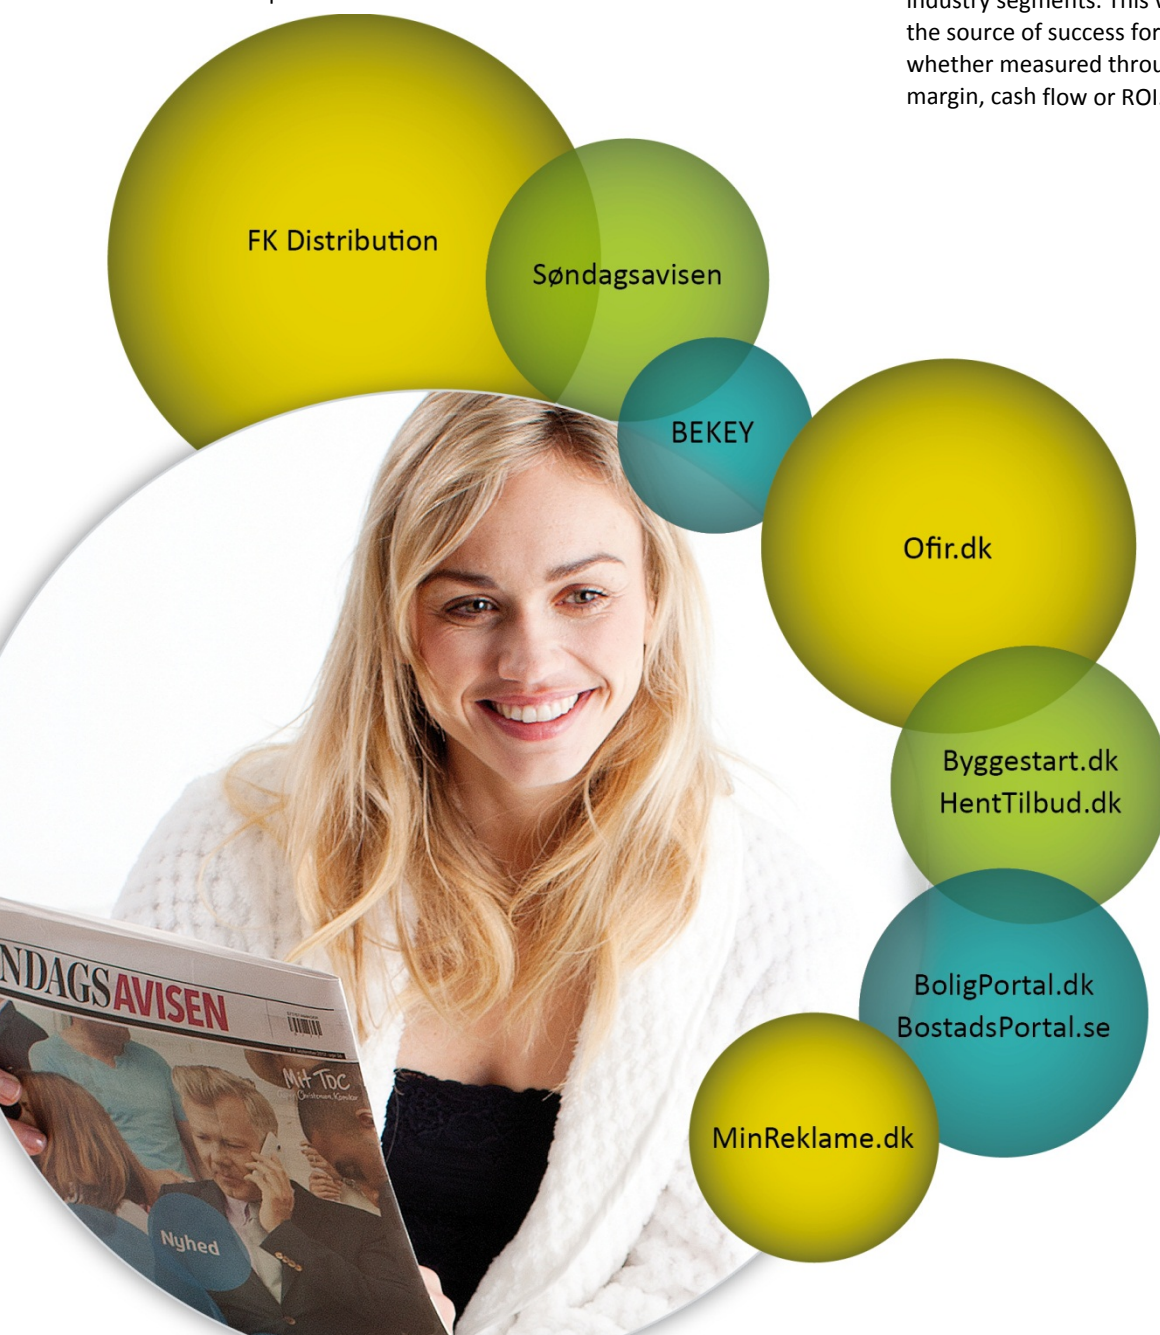 industry segments. This
the source of success for
whether measured
margin, cash flow or ROI
FK Distribution
Søndagsavisen
BEKEY
Ofir.dk
Byggestart.dk
HentTilbud.dk
BoligPortal.dk
BostadsPortal.se
MinReklame.dk
NDAGSAVISEN
Mit TDC
Nyhed